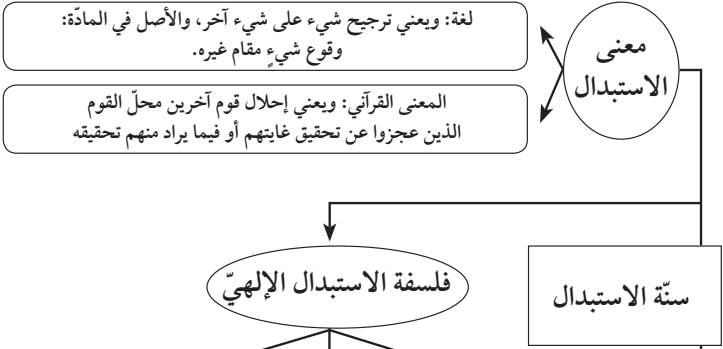 معنى
الاستبدال
لغة: ويعني ترجيح شيء على شيء آخر، والأصل في المادّة:
وقوع شيءٍ مقام غيره.
المعنى القرآني: ويعني إحلال قوم آخرين محلّ القوم
الذين عجزوا عن تحقيق غايتهم أو فيما يراد منهم تحقيقه
سنّة الاستبدال
فلسفة الاستبدال الإلهيّ